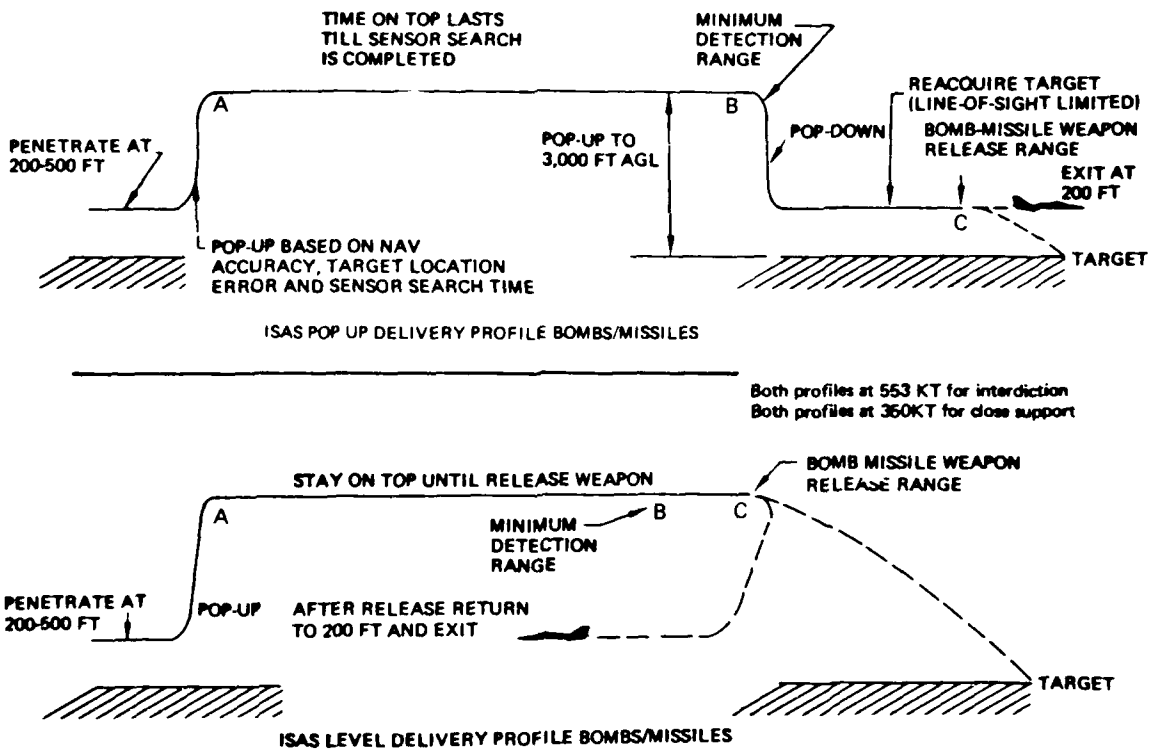 TIME ON TOP LASTS
TILL SENSOR SEARCH
IS COMPLETED
MINIMUM
DETECTION
RANGE
A
B
REACQUIRE TARGET
(LINE-OF-SIGHT LIMITED)
BOMB-MISSILE WEAPON
RELEASE RANGE
PENETRATE AT
200-500 FT
POP-UP TO
3,000 FT AGL
POP-DOWN
EXIT AT
200 FT
C
POP-UP BASED ON NAV
ACCURACY, TARGET LOCATION
ERROR AND SENSOR SEARCH TIME
TARGET
ISAS POP UP DELIVERY PROFILE BOMBS/MISSILES
Both profiles at 553 KT for interdiction
Both profiles at 350KT for close support
STAY ON TOP UNTIL RELEASE WEAPON
BOMB MISSILE WEAPON
RELEASE RANGE
A
B
C
MINIMUM
DETECTION
RANGE
PENETRATE AT
200-500 FT
POP-UP
AFTER RELEASE RETURN
TO 200 FT AND EXIT
TARGET
ISAS LEVEL DELIVERY PROFILE BOMBS/MISSILES